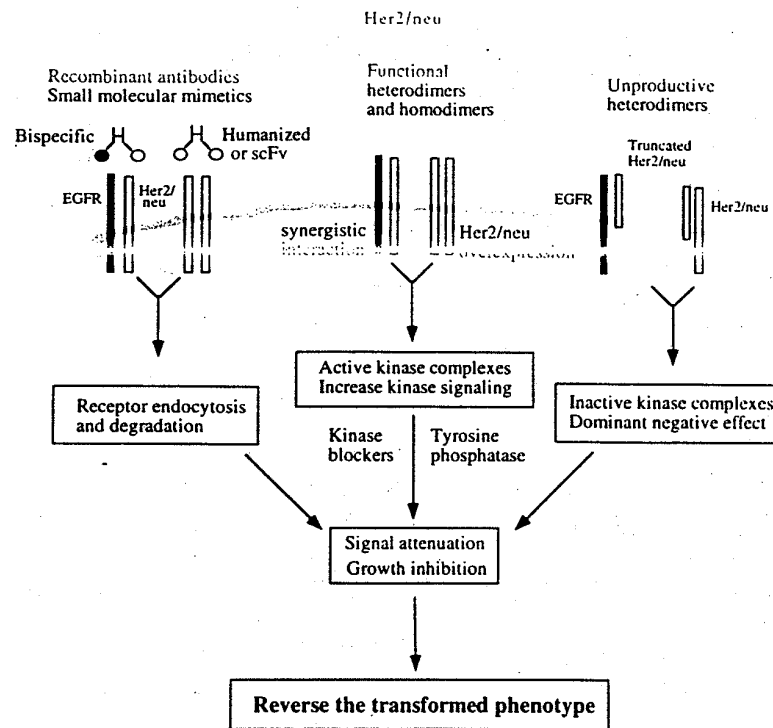 Her2/neu
Recombinant antibodies
Small molecular mimetics
Functional
heterodimers
and homodimers
Unproductive
heterodimers
Bispecific
Humanized
or scFv
Truncated
Her2/neu
EGFR
Her2/
neu
EGFR
Her2/neu
synergistic
interaction
Her2/neu
overexpression
Active kinase complexes
Increase kinase signaling
Receptor endocytosis
and degradation
Inactive kinase complexes
Dominant negative effect
Kinase
blockers
Tyrosine
phosphatase
Signal attenuation
Growth inhibition
Reverse the transformed phenotype